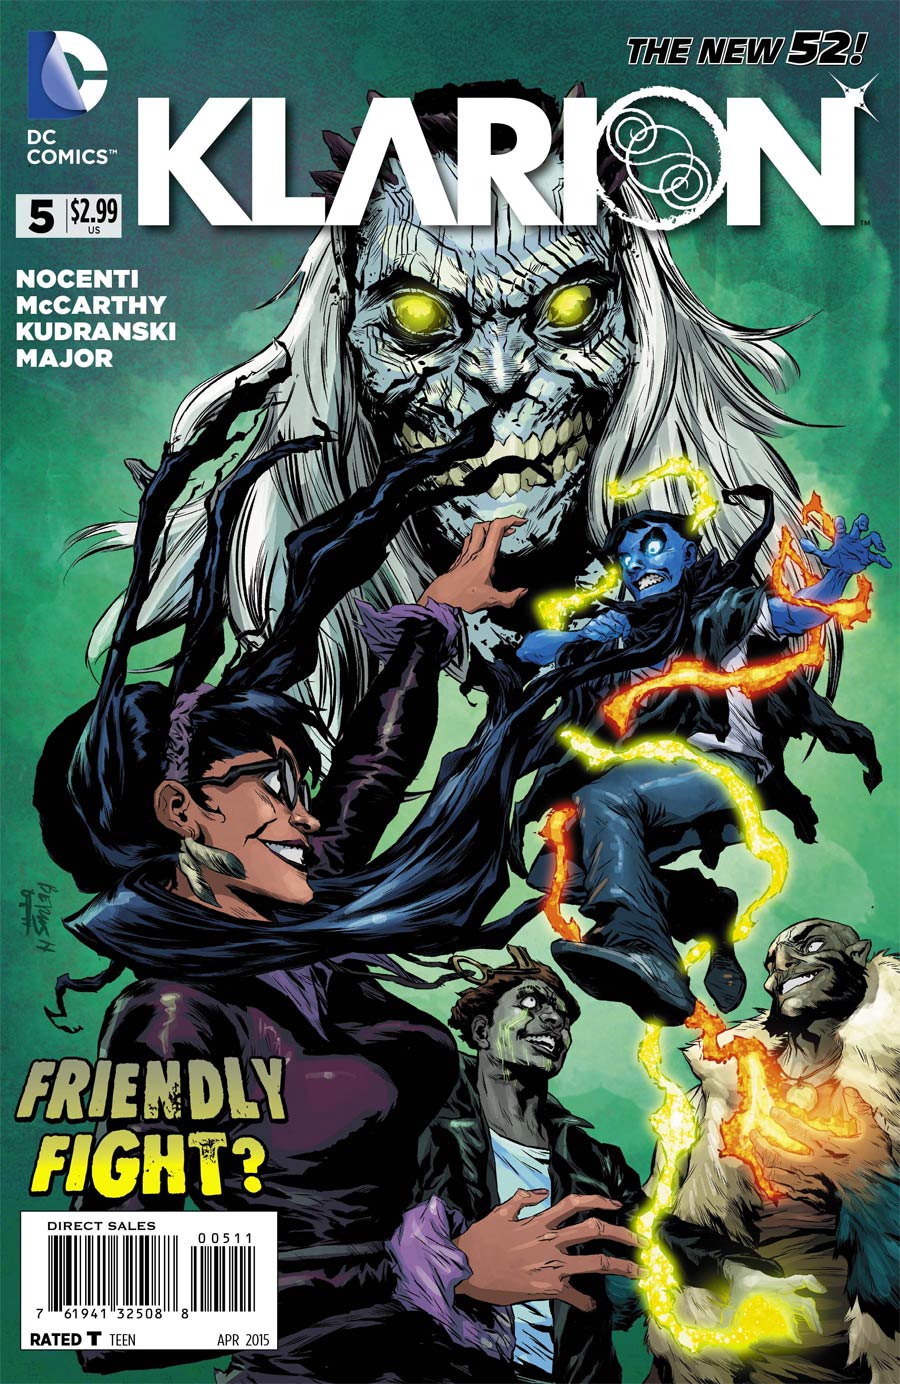 THE NEW 52!
DC
COMICS™
KLARION™
5 $2.99
US
NOCENTI
McCARTHY
KUDRANSKI
MAJOR
FRIENDLY
FIGHT?
DIRECT SALES
00511
7 61941 32508 8
RATED T TEEN APR 2015